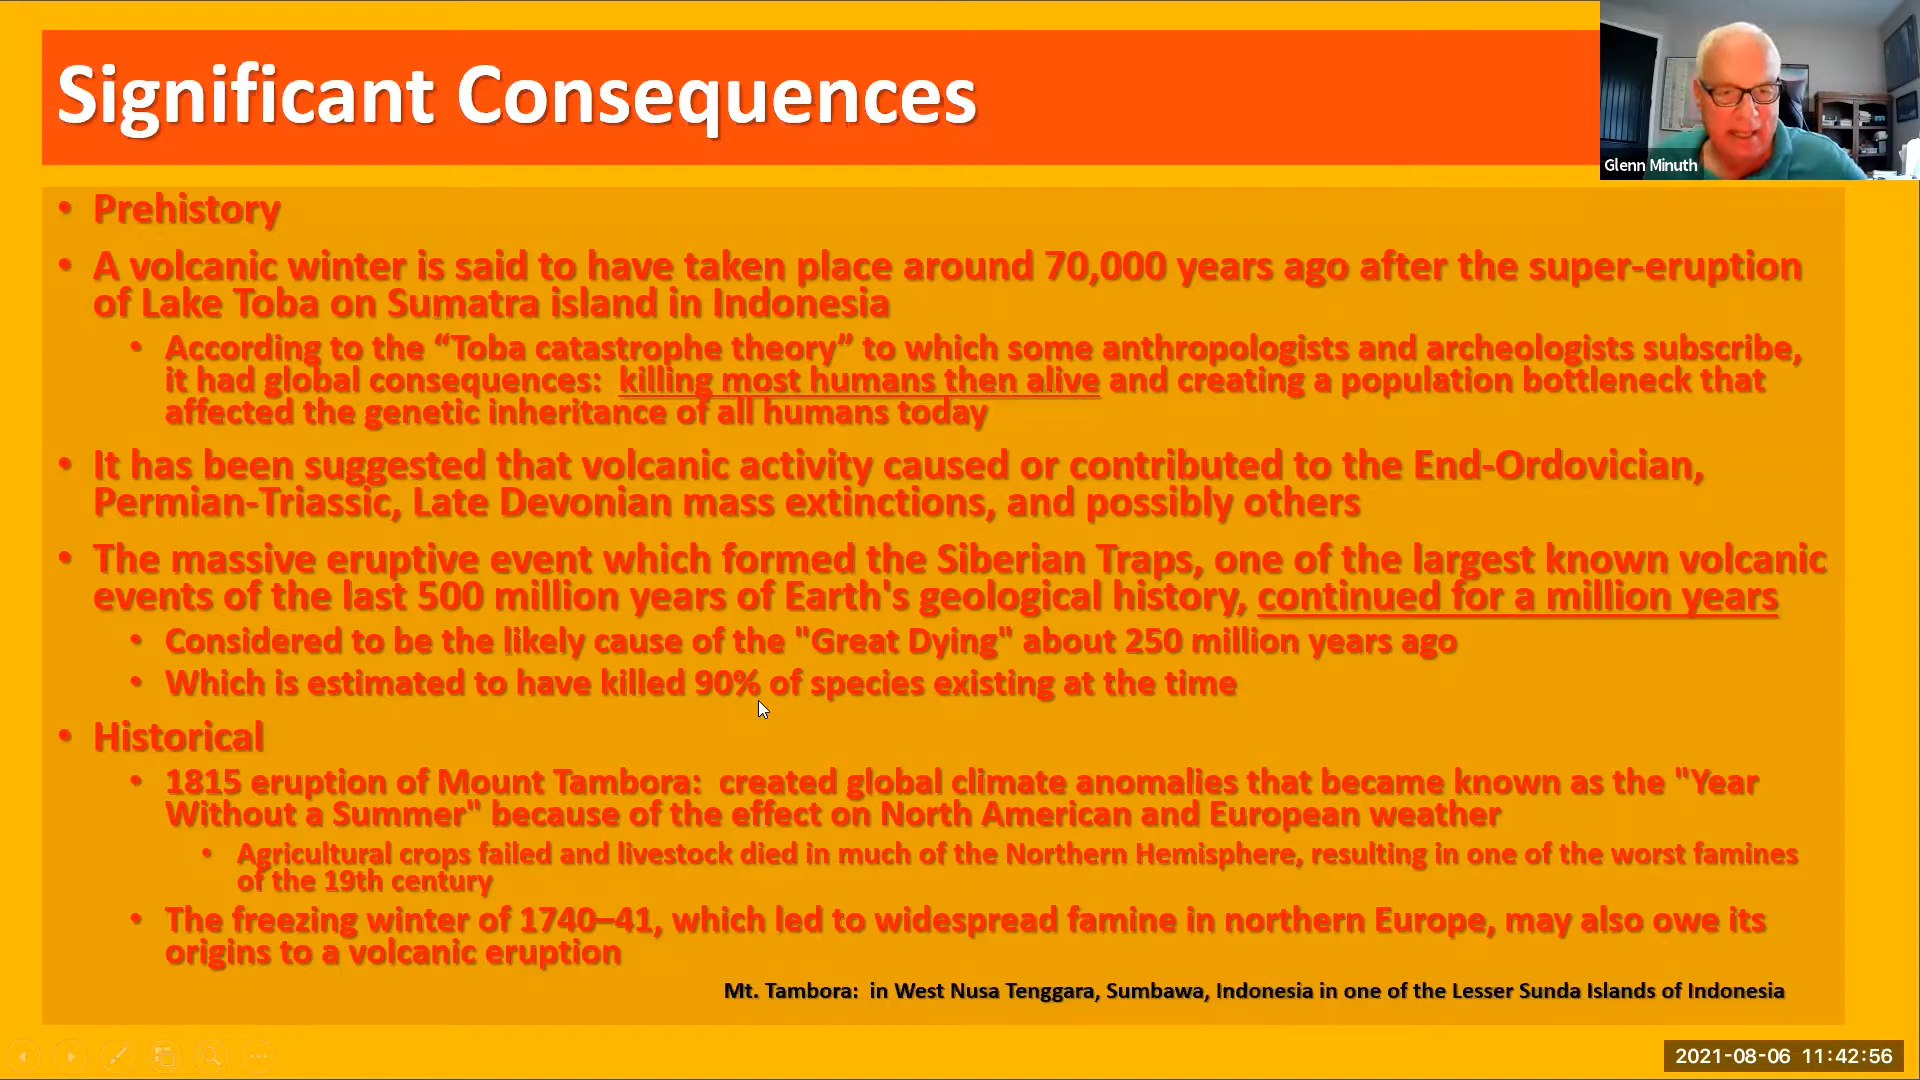 Significant Consequences
Glenn Minuth
• Prehistory
• A volcanic winter is said to have taken place around 70,000 years ago after the super-eruption
of Lake Toba on Sumatra island in Indonesia
• According to the “Toba catastrophe theory” to which some anthropologists and archeologists subscribe,
it had global consequences:  killing most humans then alive and creating a population bottleneck that
affected the genetic inheritance of all humans today
• It has been suggested that volcanic activity caused or contributed to the End-Ordovician,
Permian-Triassic, Late Devonian mass extinctions, and possibly others
• The massive eruptive event which formed the Siberian Traps, one of the largest known volcanic
events of the last 500 million years of Earth's geological history, continued for a million years
• Considered to be the likely cause of the "Great Dying" about 250 million years ago
• Which is estimated to have killed 90% of species existing at the time
• Historical
• 1815 eruption of Mount Tambora:  created global climate anomalies that became known as the "Year
Without a Summer" because of the effect on North American and European weather
• Agricultural crops failed and livestock died in much of the Northern Hemisphere, resulting in one of the worst famines
of the 19th century
• The freezing winter of 1740–41, which led to widespread famine in northern Europe, may also owe its
origins to a volcanic eruption
Mt. Tambora:  in West Nusa Tenggara, Sumbawa, Indonesia in one of the Lesser Sunda Islands of Indonesia
2021-08-06 11:42:56